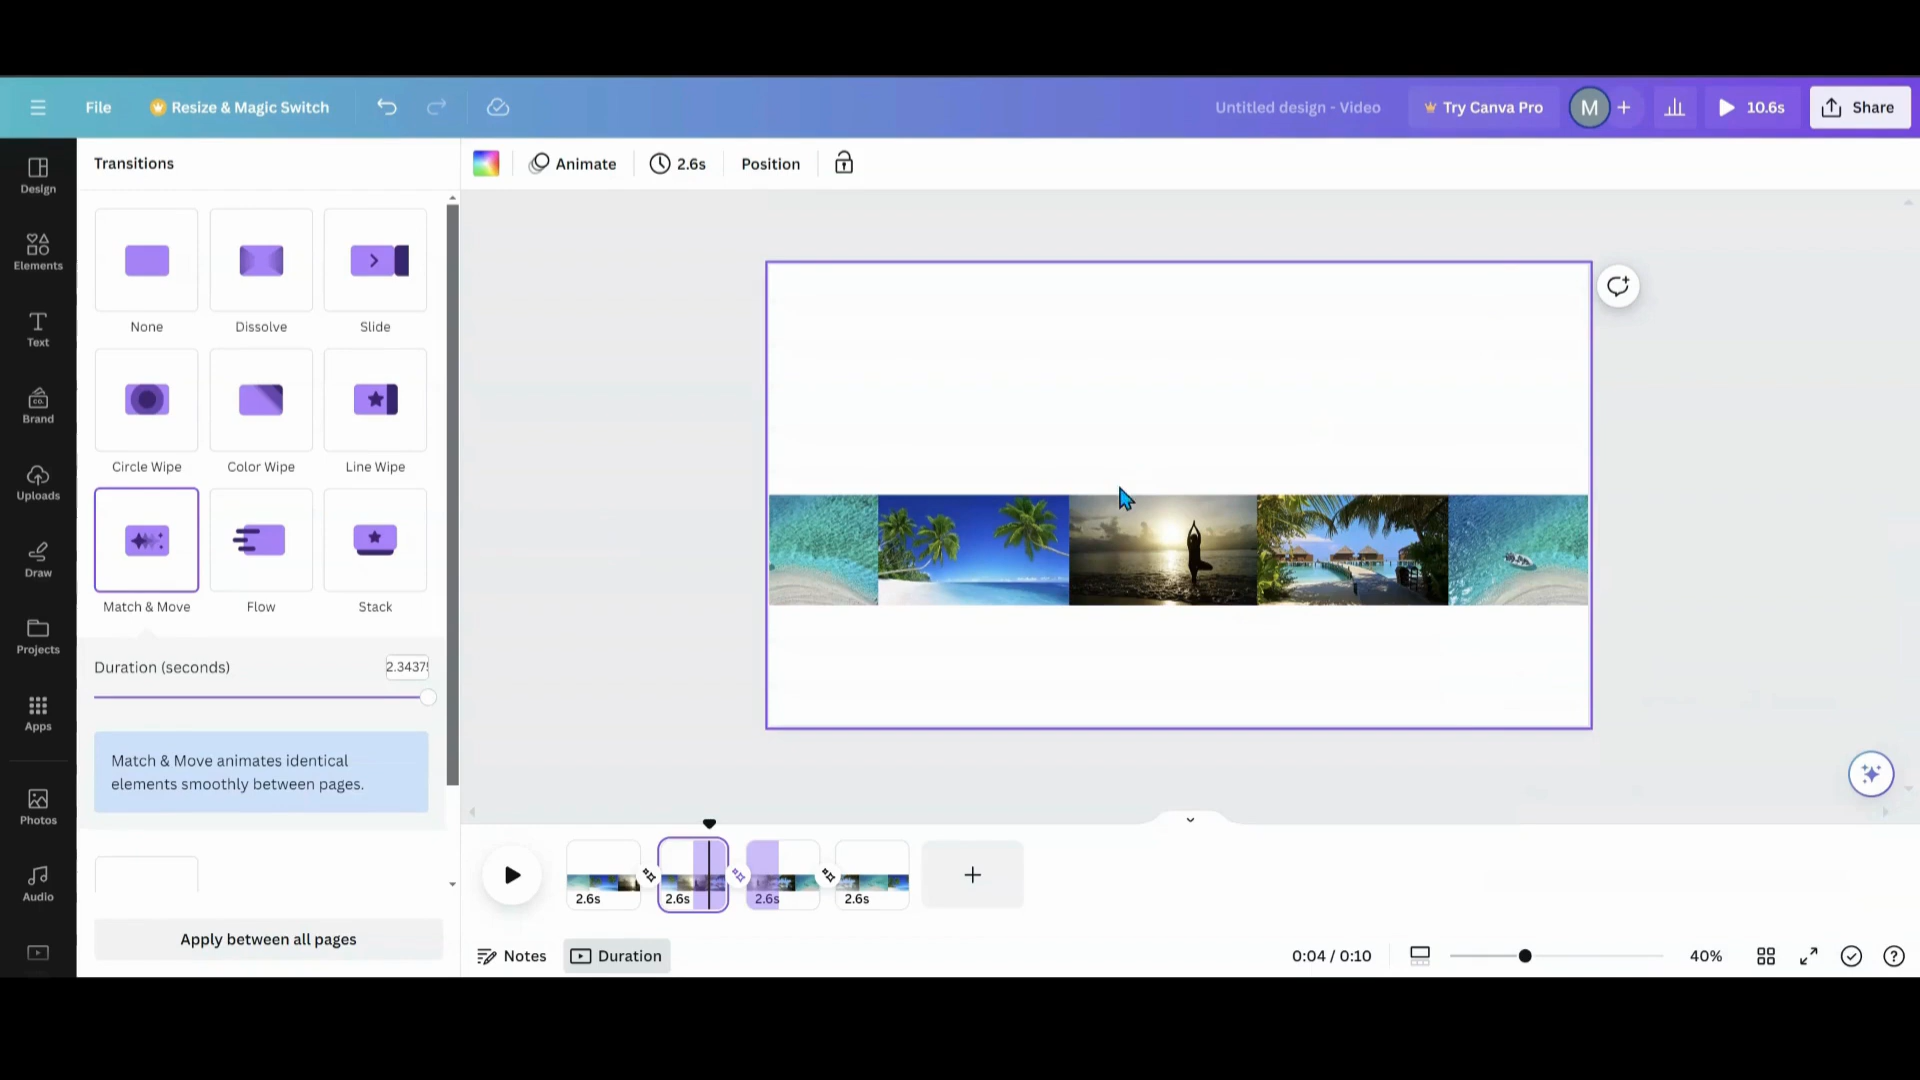 File
Resize & Magic Switch
Untitled design - Video
Try Canva Pro
M
10.6s
Share
Design
Elements
Text
Brand
Uploads
Draw
Projects
Apps
Photos
Audio
Transitions
None
Dissolve
Slide
Circle Wipe
Color Wipe
Line Wipe
Match & Move
Flow
Stack
Duration (seconds)
2.3437
Match & Move animates identical
elements smoothly between pages.
Apply between all pages
Animate
2.6s
Position
2.6s
2.6s
2.6s
2.6s
Notes
Duration
0:04 / 0:10
40%